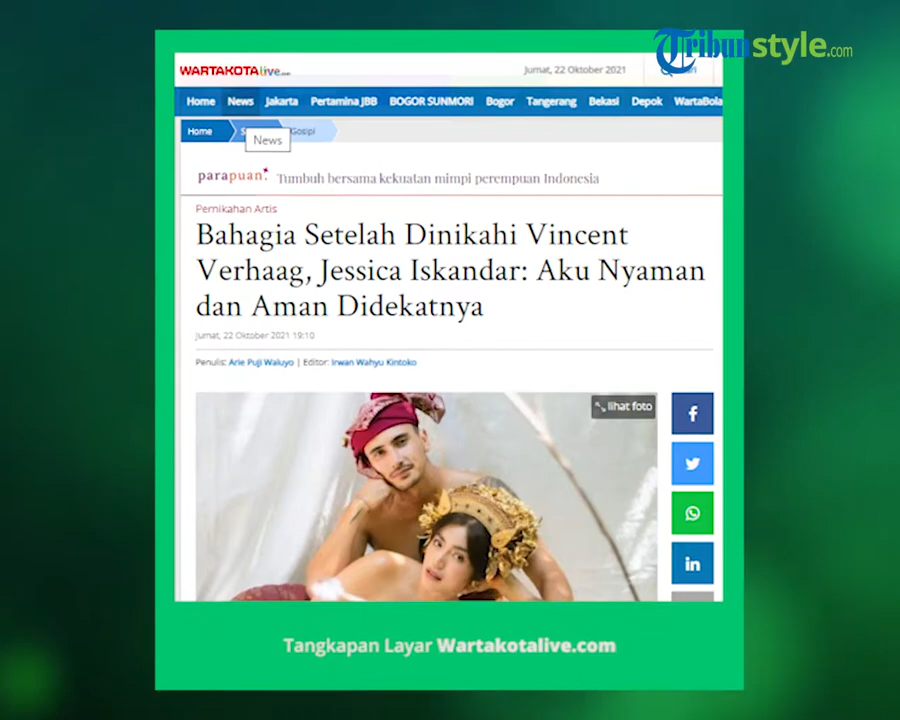 Tribunstyle.com
WARTAKOTAlive.com
Jumat, 22 Oktober 2021
Home News Jakarta Pertamina JBB BOGOR SUNMORI Bogor Tangerang Bekasi Depok WartaBola
Home Gosipi
News
parapuan. Tumbuh bersama kekuatan mimpi perempuan Indonesia
Pernikahan Artis
Bahagia Setelah Dinikahi Vincent
Verhaag, Jessica Iskandar: Aku Nyaman
dan Aman Didekatnya
Jumat, 22 Oktober 2021 19:10
Penulis: Arie Puji Waluyo | Editor: Irwan Wahyu Kintoko
lihat foto
Tangkapan Layar Wartakotalive.com